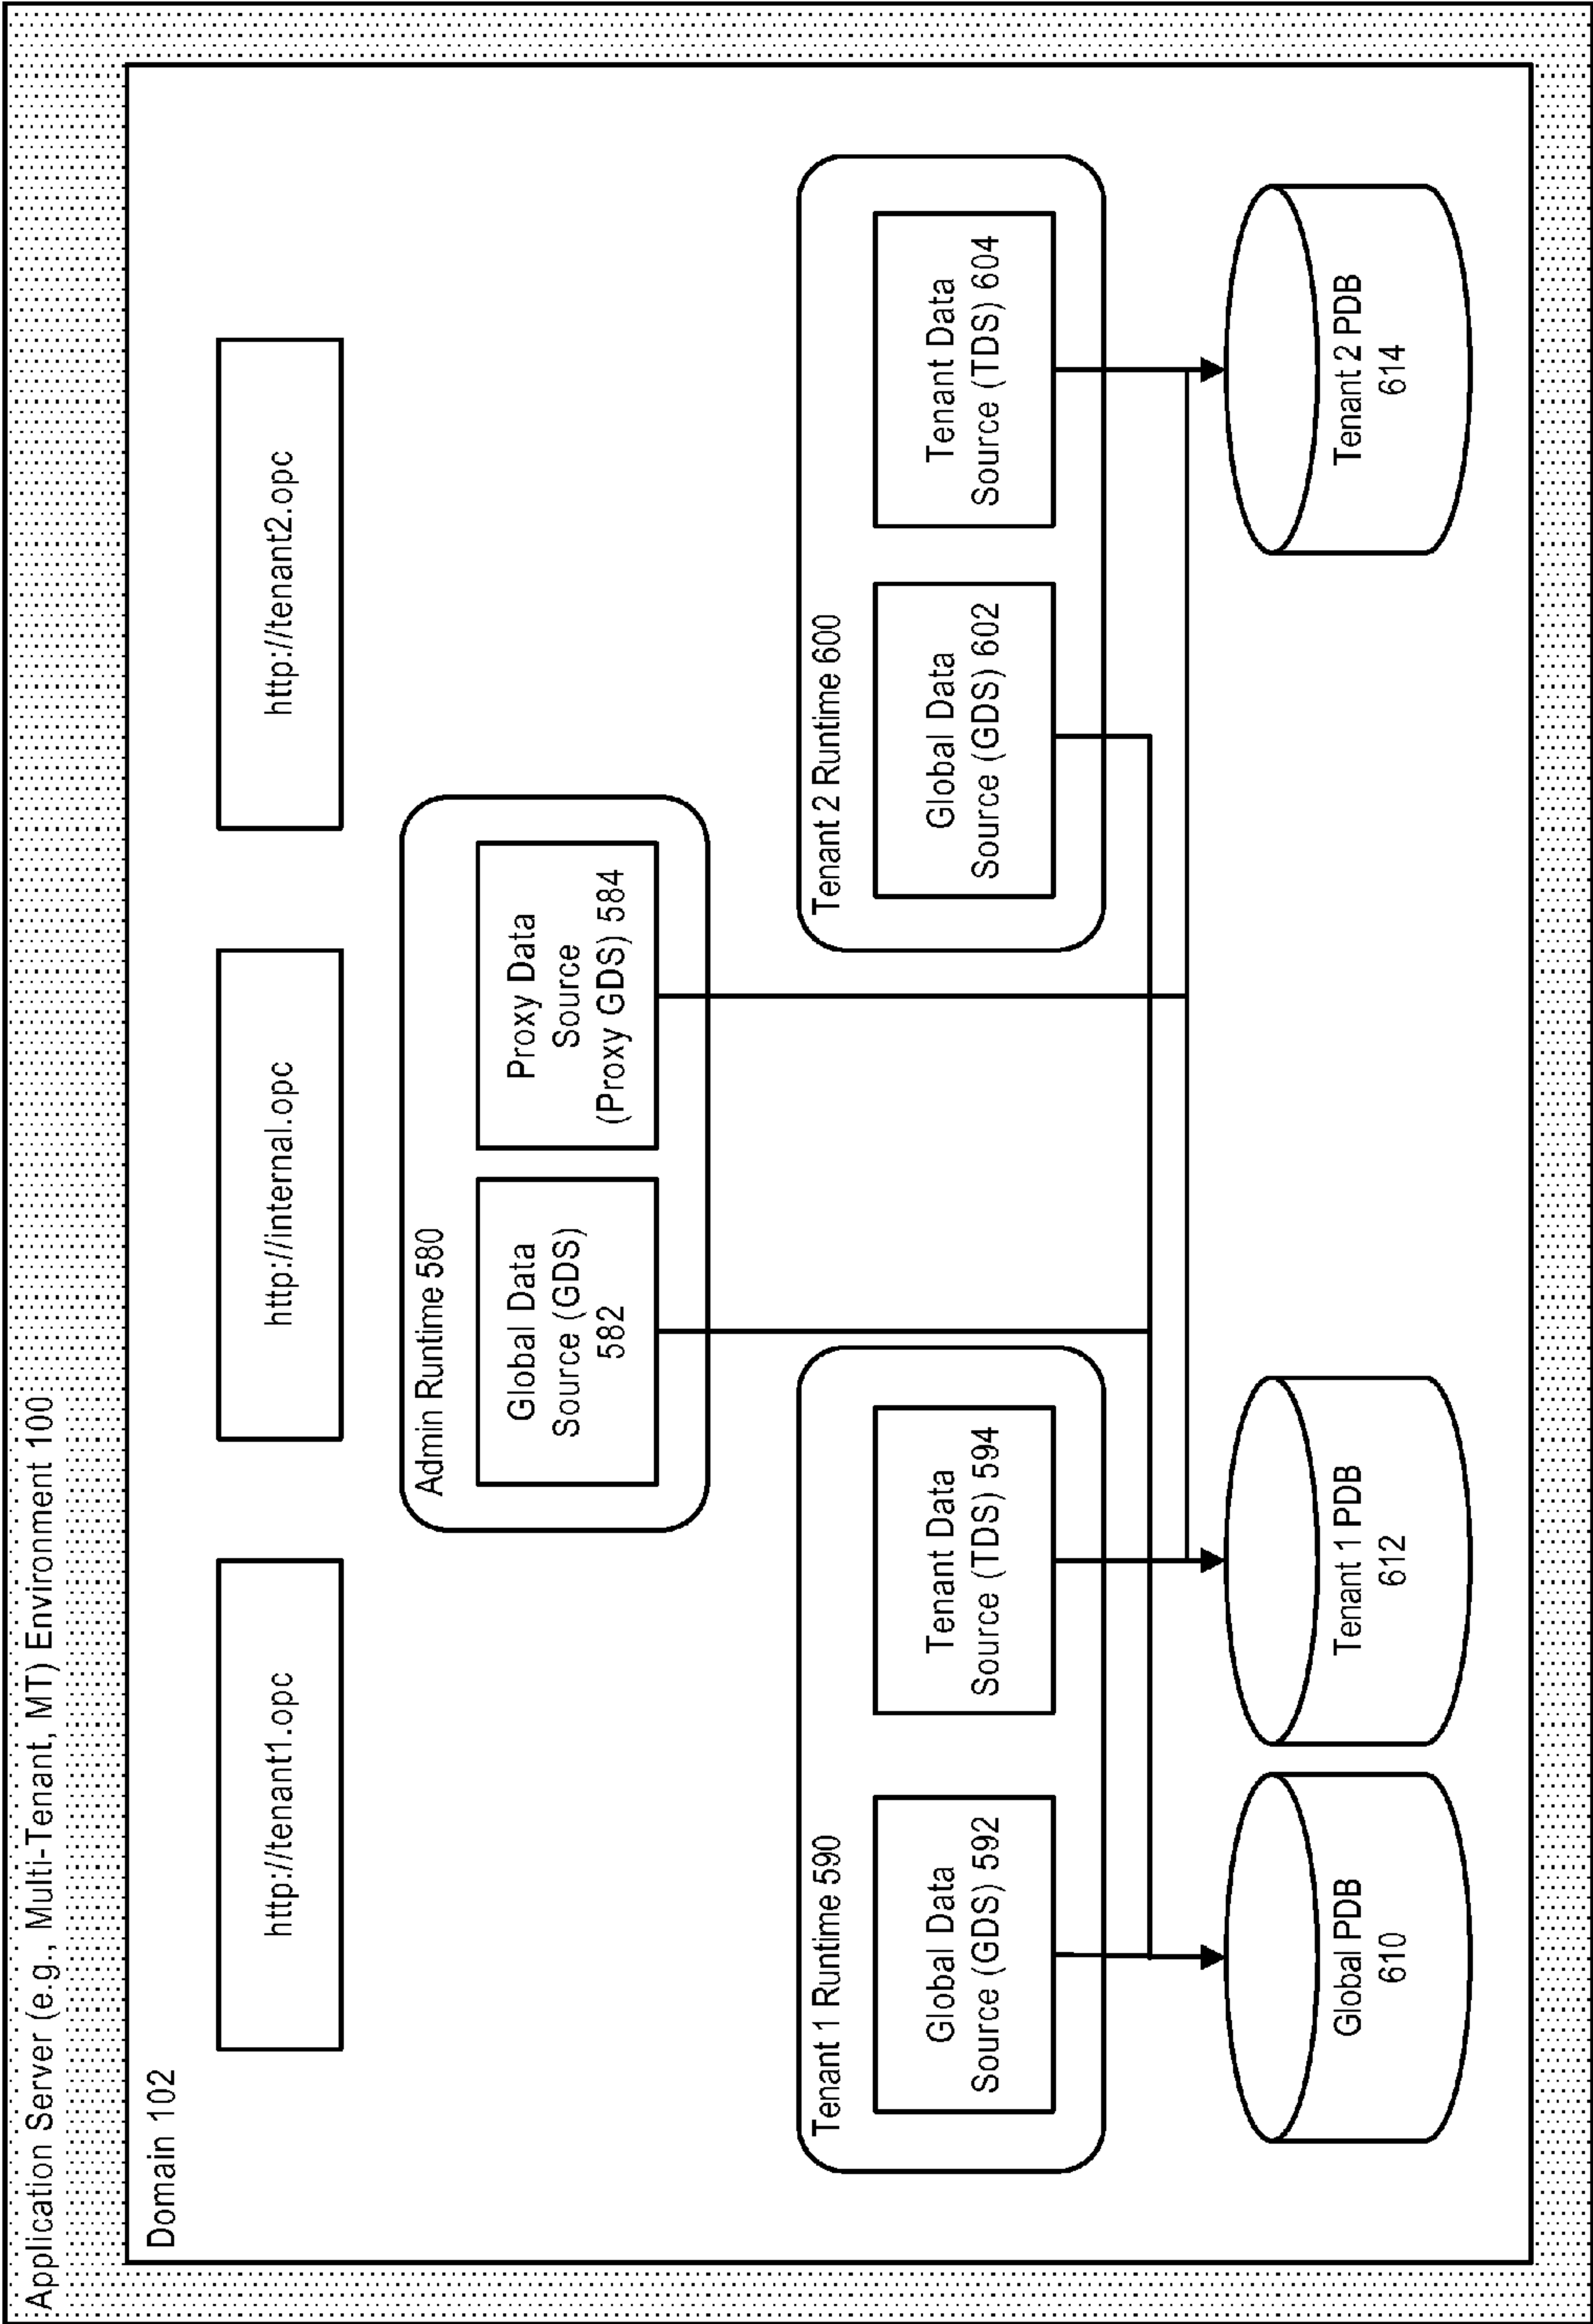 Application Server (e.g., Multi-Tenant, MT) Environment 100
Domain 102
http://tenant1.opc
http://internal.opc
http://tenant2.opc
Admin Runtime 580
Global Data
Source (GDS)
582
Proxy Data
Source
(Proxy GDS) 584
Tenant 1 Runtime 590
Global Data
Source (GDS) 592
Tenant Data
Source (TDS) 594
Tenant 2 Runtime 600
Global Data
Source (GDS) 602
Tenant Data
Source (TDS) 604
Global PDB
610
Tenant 1 PDB
612
Tenant 2 PDB
614